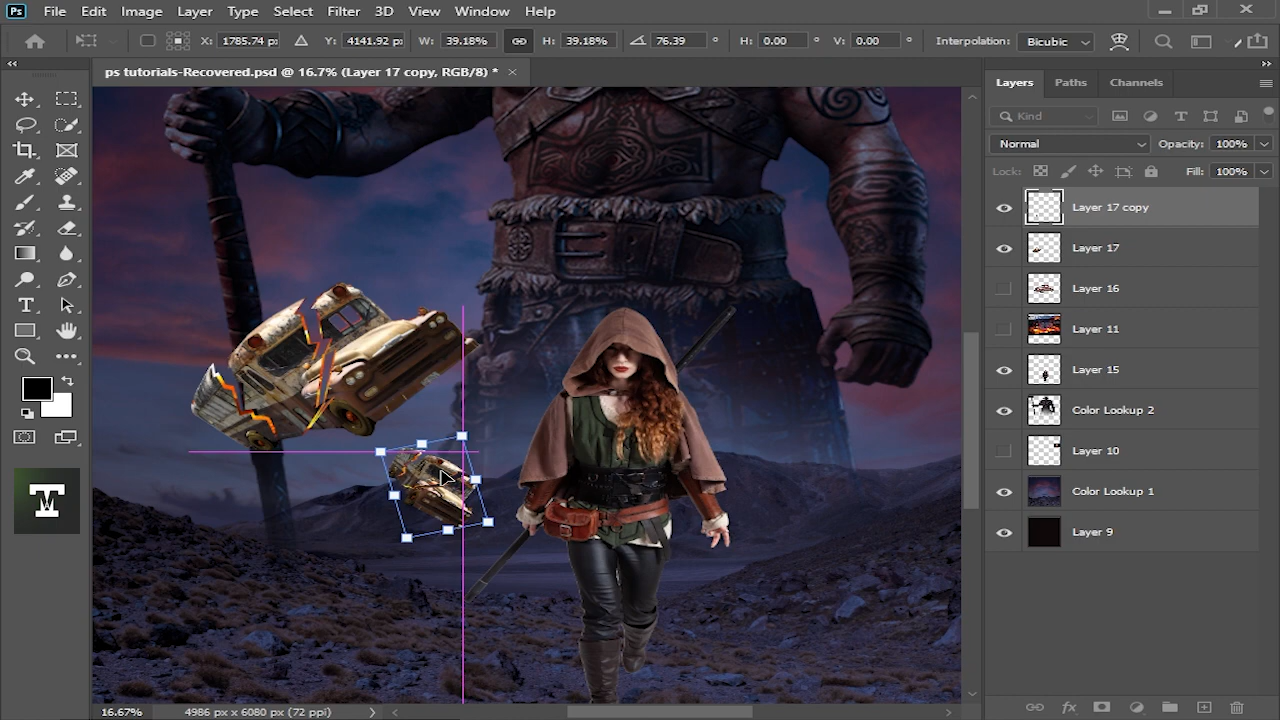 Ps File Edit Image Layer Type Select Filter 3D View Window Help
X: 1785.74 px Y: 4141.92 px W: 39.18% H: 39.18% 76.39 ° H: 0.00 ° V: 0.00 ° Interpolation: Bicubic
ps tutorials-Recovered.psd @ 16.7% (Layer 17 copy, RGB/8) * ×
Layers Paths Channels
Kind
Normal Opacity: 100%
Lock: Fill: 100%
Layer 17 copy
Layer 17
Layer 16
Layer 11
Layer 15
Color Lookup 2
Layer 10
Color Lookup 1
Layer 9
16.67% 4986 px x 6080 px (72 ppi)